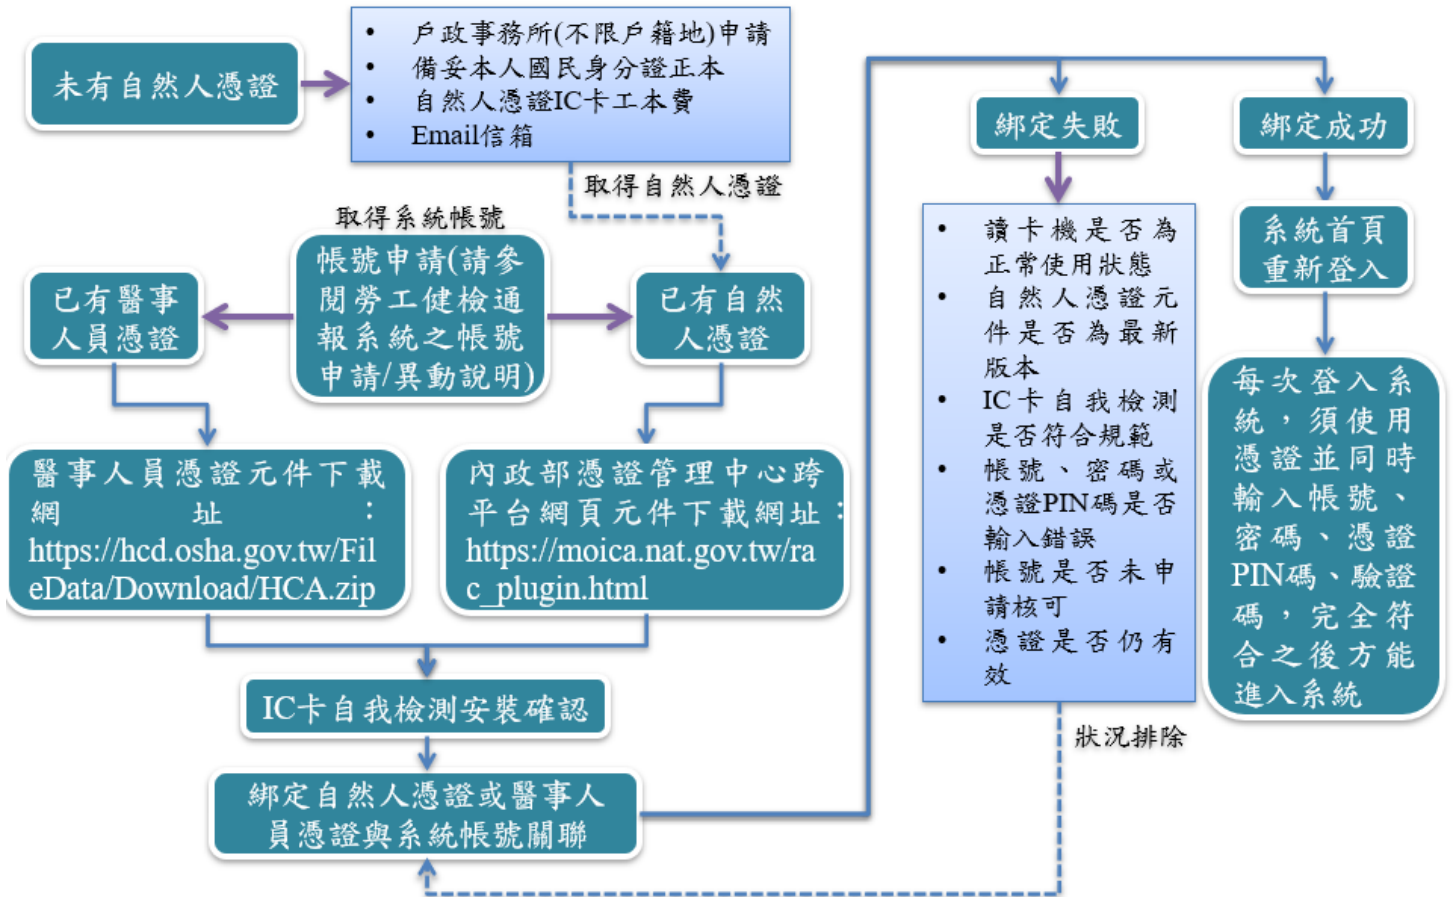 未有自然人憑證
• 戶政事務所(不限戶籍地)申請
• 備妥本人國民身分證正本
• 自然人憑證IC卡工本費
• Email信箱
取得自然人憑證
取得系統帳號
帳號申請(請參
閱勞工健檢通
報系統之帳號
申請/異動說明)
已有醫事
人員憑證
已有自然
人憑證
醫事人員憑證元件下載
網址：
https://hcd.osha.gov.tw/Fil
eData/Download/HCA.zip
內政部憑證管理中心跨
平台網頁元件下載網址：
https://moica.nat.gov.tw/ra
c_plugin.html
IC卡自我檢測安裝確認
綁定自然人憑證或醫事人
員憑證與系統帳號關聯
綁定失敗
• 讀卡機是否為
正常使用狀態
• 自然人憑證元
件是否為最新
版本
• IC卡自我檢測
是否符合規範
• 帳號、密碼或
憑證PIN碼是否
輸入錯誤
• 帳號是否未申
請核可
• 憑證是否仍有
效
狀況排除
綁定成功
系統首頁
重新登入
每次登入系
統，須使用
憑證並同時
輸入帳號、
密碼、憑證
PIN碼、驗證
碼，完全符
合之後方能
進入系統